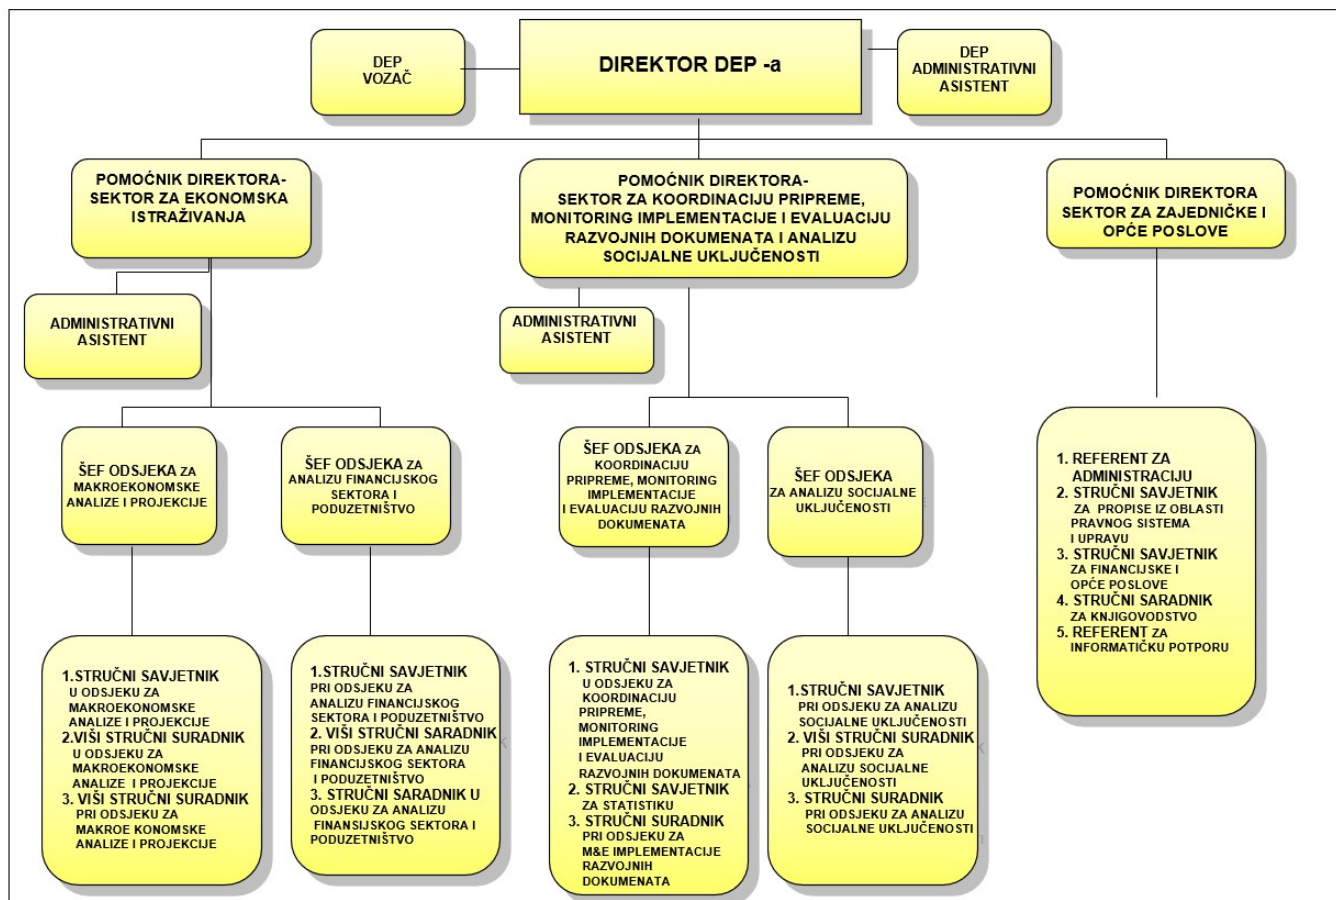 DEP
VOZAČ
DIREKTOR DEP -a
DEP
ADMINISTRATIVNI
ASISTENT
POMOĆNIK DIREKTORA-
SEKTOR ZA EKONOMSKA
ISTRAŽIVANJA
POMOĆNIK DIREKTORA-
SEKTOR ZA KOORDINACIJU PRIPREME,
MONITORING IMPLEMENTACIJE I EVALUACIJU
RAZVOJNIH DOKUMENATA I ANALIZU
SOCIJALNE UKLJUČENOSTI
POMOĆNIK DIREKTORA
SEKTOR ZA ZAJEDNIČKE I
OPĆE POSLOVE
ADMINISTRATIVNI
ASISTENT
ADMINISTRATIVNI
ASISTENT
ŠEF ODSJEKA ZA
MAKROEKONOMSKE
ANALIZE I PROJEKCIJE
ŠEF ODSJEKA ZA
ANALIZU FINANCIJSKOG
SEKTORA I
PODUZETNIŠTVO
ŠEF ODSJEKA ZA
KOORDINACIJU
PRIPREME, MONITORING
IMPLEMENTACIJE
I EVALUACIJU RAZVOJNIH
DOKUMENATA
ŠEF ODSJEKA
ZA ANALIZU SOCIJALNE
UKLJUČENOSTI
1. REFERENT ZA
ADMINISTRACIJU
2. STRUČNI SAVJETNIK
ZA PROPISE IZ OBLASTI
PRAVNOG SISTEMA
I UPRAVU
3. STRUČNI SAVJETNIK
ZA FINANCIJSKE I
OPĆE POSLOVE
4. STRUČNI SARADNIK
ZA KNJIGOVODSTVO
5. REFERENT ZA
INFORMATIČKU POTPORU
1.STRUČNI SAVJETNIK
U ODSJEKU ZA
MAKROEKONOMSKE
ANALIZE I PROJEKCIJE
2.VIŠI STRUČNI SURADNIK
U ODSJEKU ZA
MAKROEKONOMSKE
ANALIZE I PROJEKCIJE
3. VIŠI STRUČNI SURADNIK
PRI ODSJEKU ZA
MAKROE KONOMSKE
ANALIZE I PROJEKCIJE
1.STRUČNI SAVJETNIK
PRI ODSJEKU ZA
ANALIZU FINANCIJSKOG
SEKTORA I PODUZETNIŠTVO
2. VIŠI STRUČNI SARADNIK
PRI ODSJEKU ZA ANALIZU
FINANCIJSKOG SEKTORA
I PODUZETNIŠTVO
3. STRUČNI SARADNIK U
ODSJEKU ZA ANALIZU
FINANSIJSKOG SEKTORA I
PODUZETNIŠTVO
1. STRUČNI SAVJETNIK
U ODSJEKU ZA
KOORDINACIJU
PRIPREME,
MONITORING
IMPLEMENTACIJE
I EVALUACIJU
RAZVOJNIH DOKUMENATA
2. STRUČNI SAVJETNIK
ZA STATISTIKU
3. STRUČNI SURADNIK
PRI ODSJEKU ZA
M&E IMPLEMENTACIJE
RAZVOJNIH
DOKUMENATA
1.STRUČNI SAVJETNIK
PRI ODSJEKU ZA ANALIZU
SOCIJALNE UKLJUČENOSTI
2. VIŠI STRUČNI SURADNIK
PRI ODSJEKU ZA
ANALIZU SOCIJALNE
UKLJUČENOSTI
3. STRUČNI SURADNIK
PRI ODSJEKU ZA ANALIZU
SOCIJALNE UKLJUČENOSTI